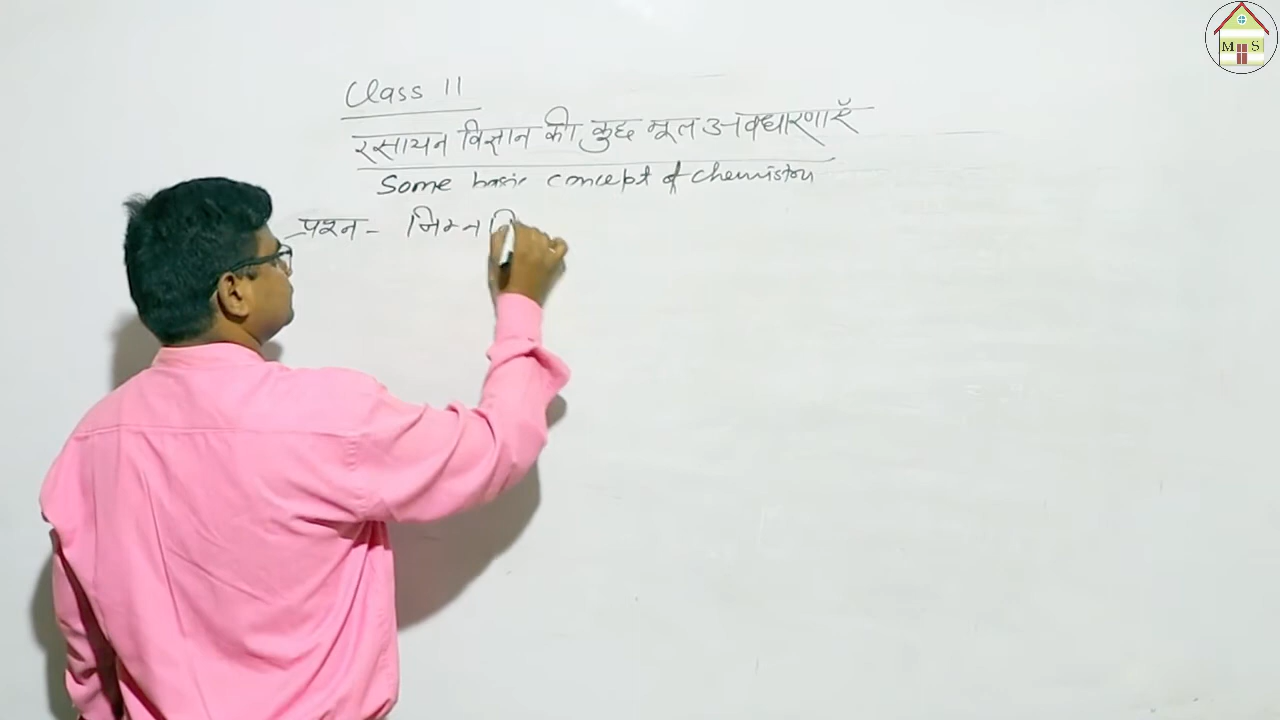 Class 11
रसायन विज्ञान की कुछ मूल अवधारणाएँ
Some basic concept of chemistry
प्रश्न - निम्न
M S